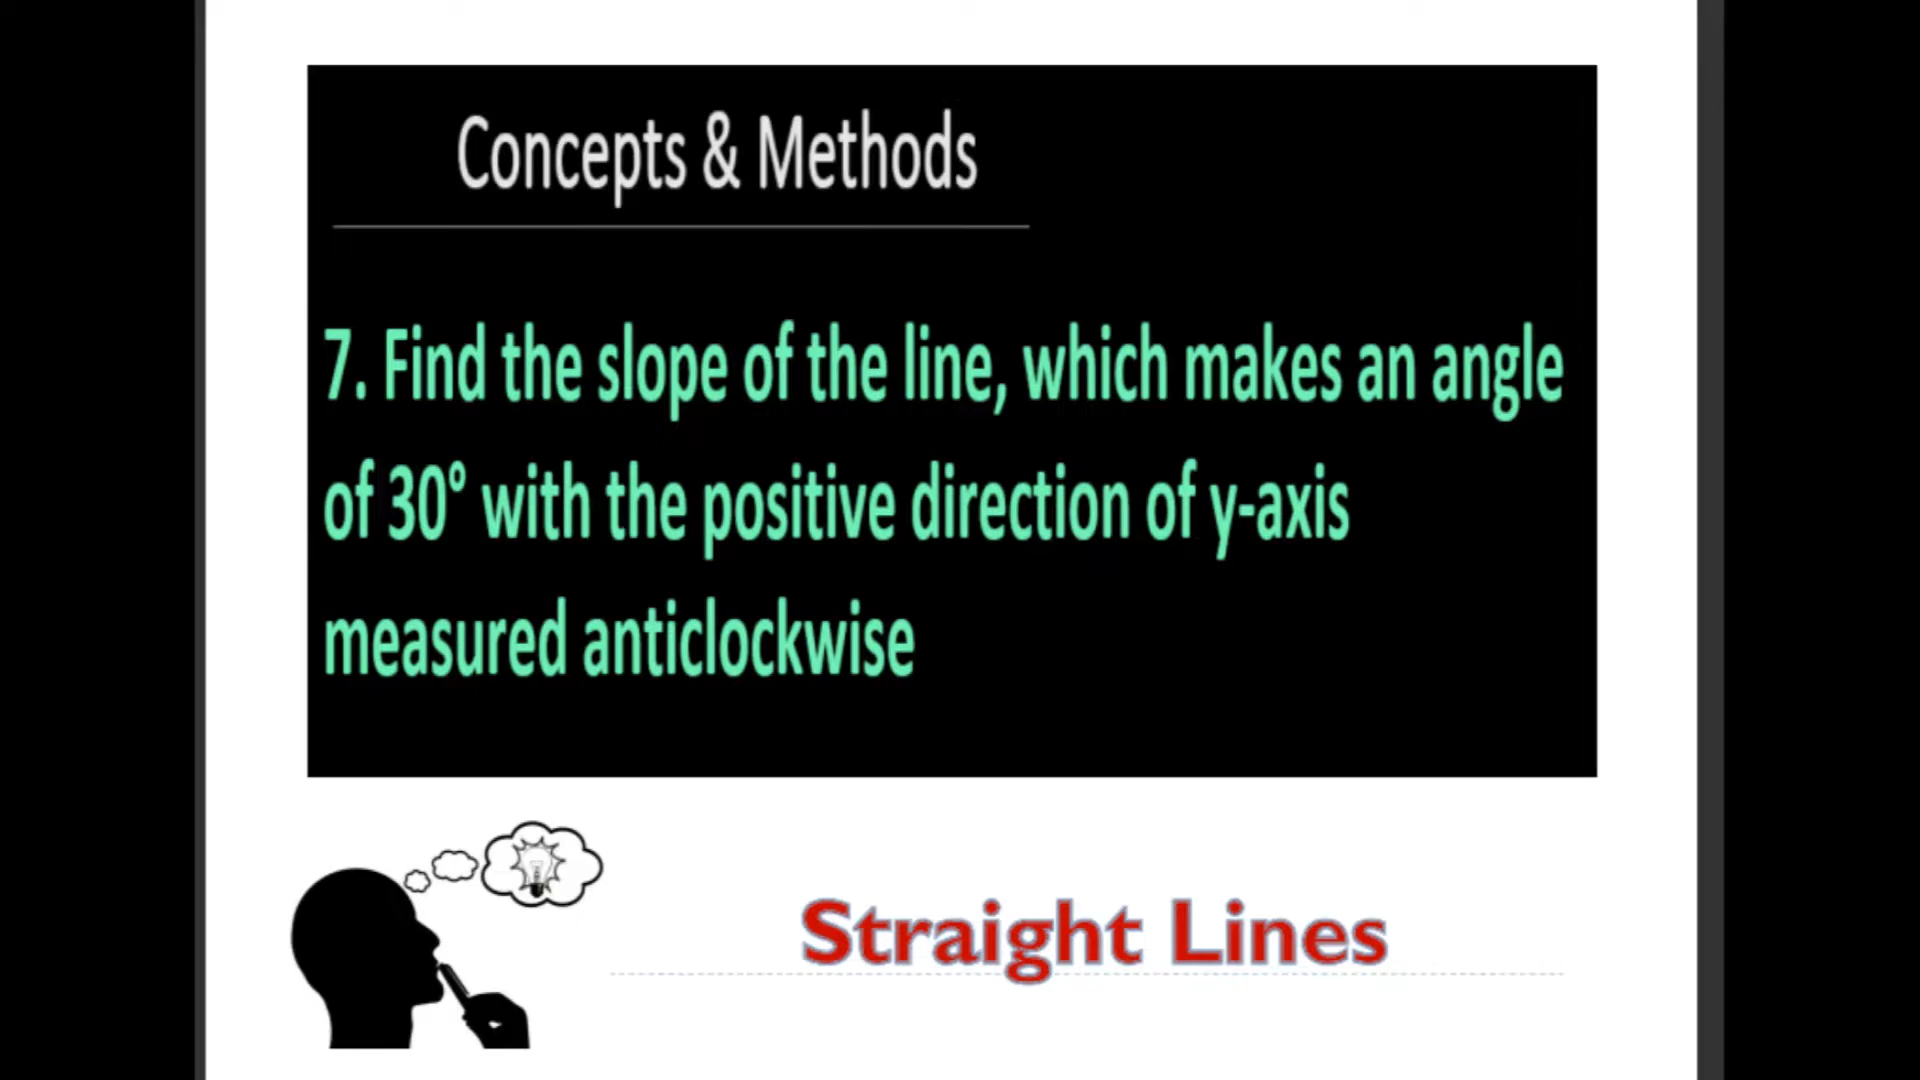 Concepts & Methods
7. Find the slope of the line, which makes an angle
of 30° with the positive direction of y-axis
measured anticlockwise
Straight Lines